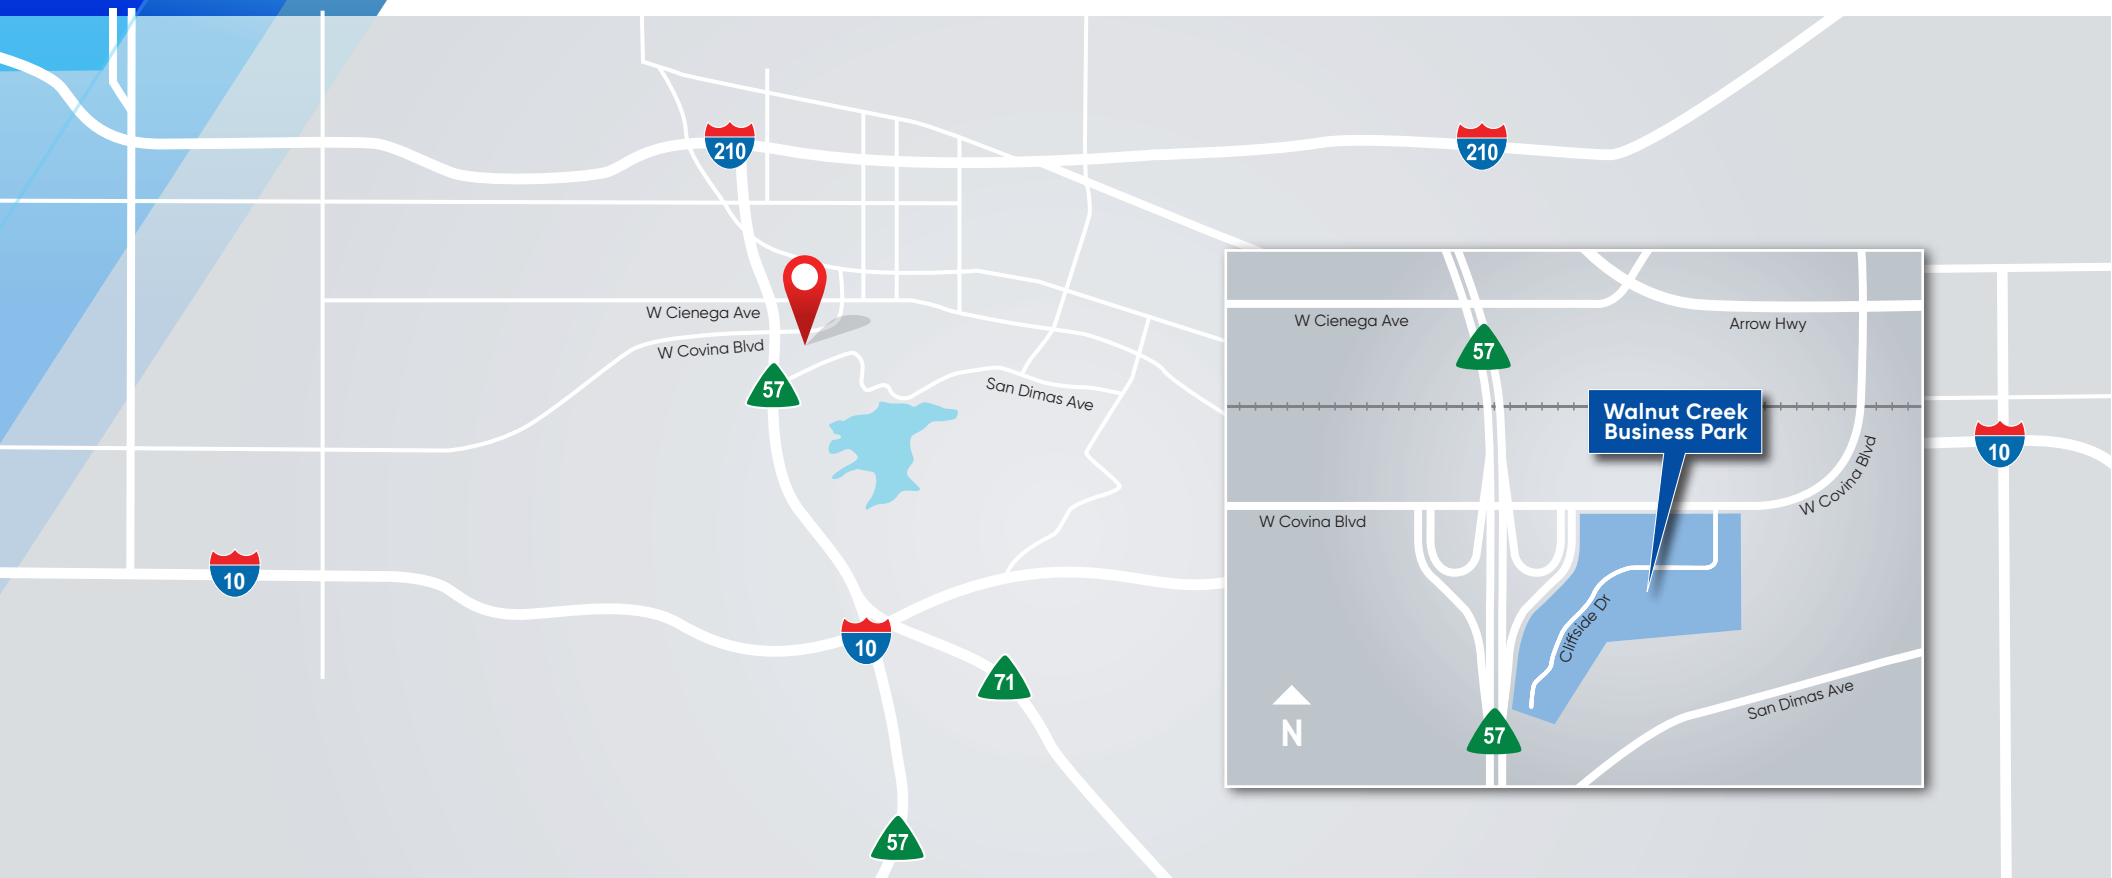 210
210
W Cienega Ave
W Covina Blvd
57
San Dimas Ave
10
10
71
57
10
W Cienega Ave
Arrow Hwy
57
Walnut Creek
Business Park
W Covina Blvd
W Covina Blvd
Cliffside Dr
San Dimas Ave
N
57